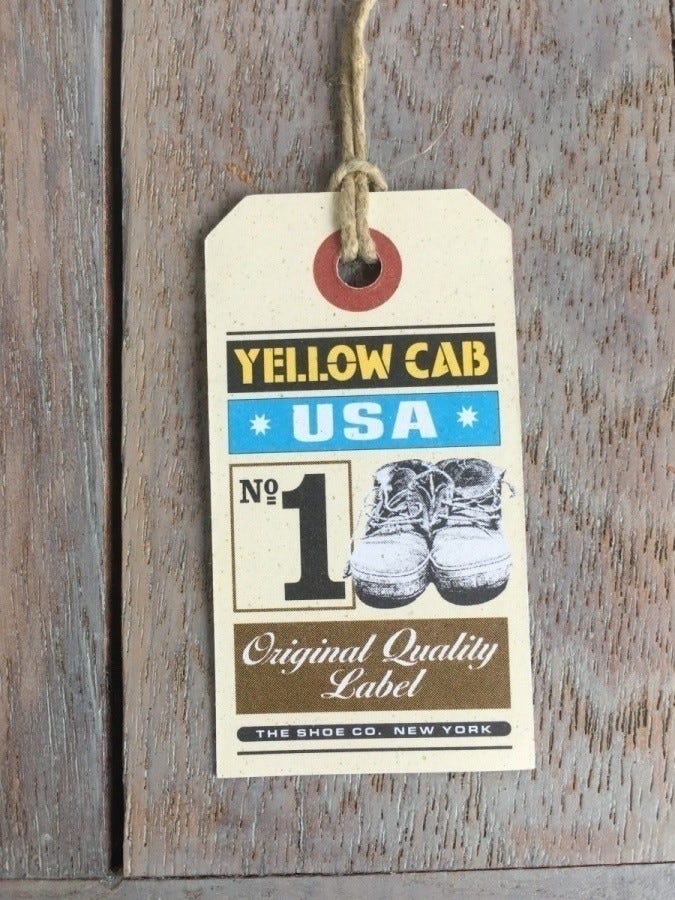 YELLOW CAB
USA
Nº 1
Original Quality
Label
THE SHOE CO. NEW YORK